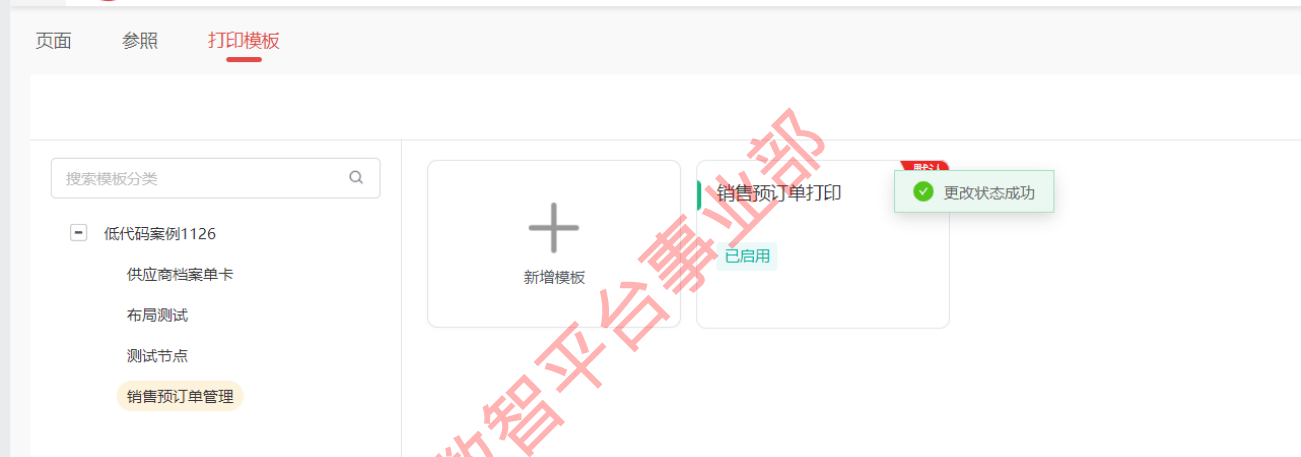 页面 参照 打印模板
搜索模板分类
低代码案例1126
供应商档案单卡
布局测试
测试节点
销售预订单管理
新增模板
销售预订单打印
默认
更改状态成功
已启用
数智平台事业部